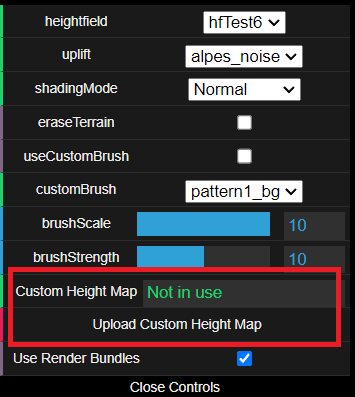 heightfield hfTest6
uplift alpes_noise
shadingMode Normal
eraseTerrain
useCustomBrush
customBrush pattern1_bg
brushScale 10
brushStrength 10
Custom Height Map Not in use
Upload Custom Height Map
Use Render Bundles
Close Controls